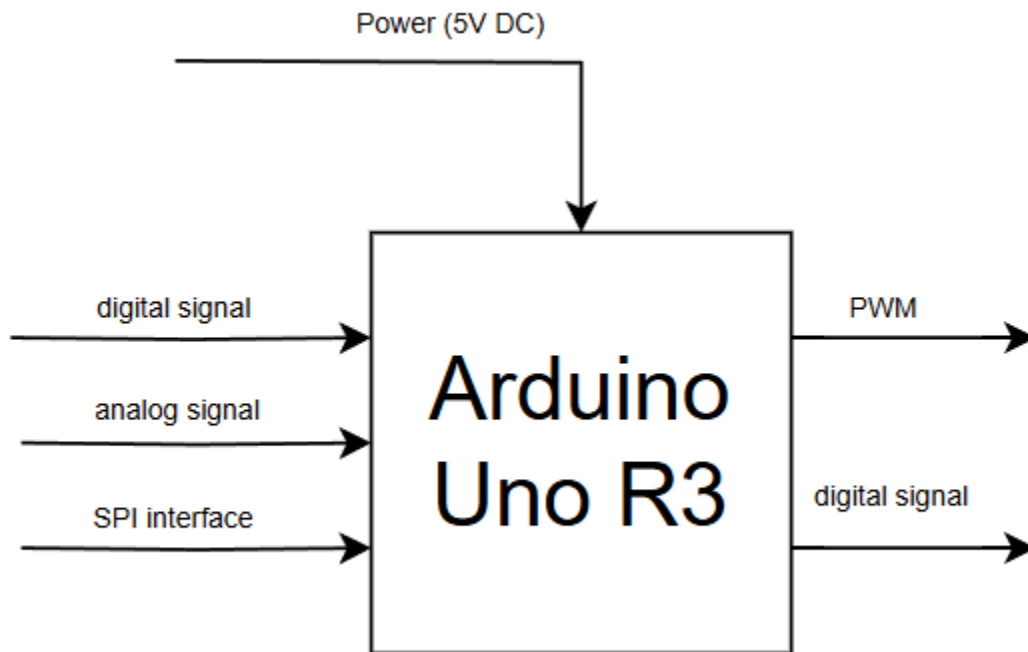 Power (5V DC)
digital signal
PWM
analog signal
Arduino
Uno R3
SPI interface
digital signal